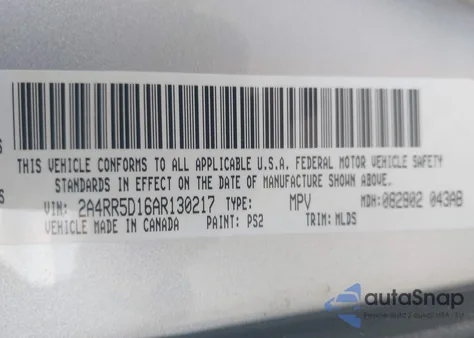 THIS VEHICLE CONFORMS TO ALL APPLICABLE U.S.A. FEDERAL MOTOR VEHICLE SAFETY
STANDARDS IN EFFECT ON THE DATE OF MANUFACTURE SHOWN ABOVE.
VIN: 2A4RR5D16AR130217 TYPE: MPV MDH: 082802 043AB
VEHICLE MADE IN CANADA PAINT: PS2 TRIM: MLDS
autoSnap